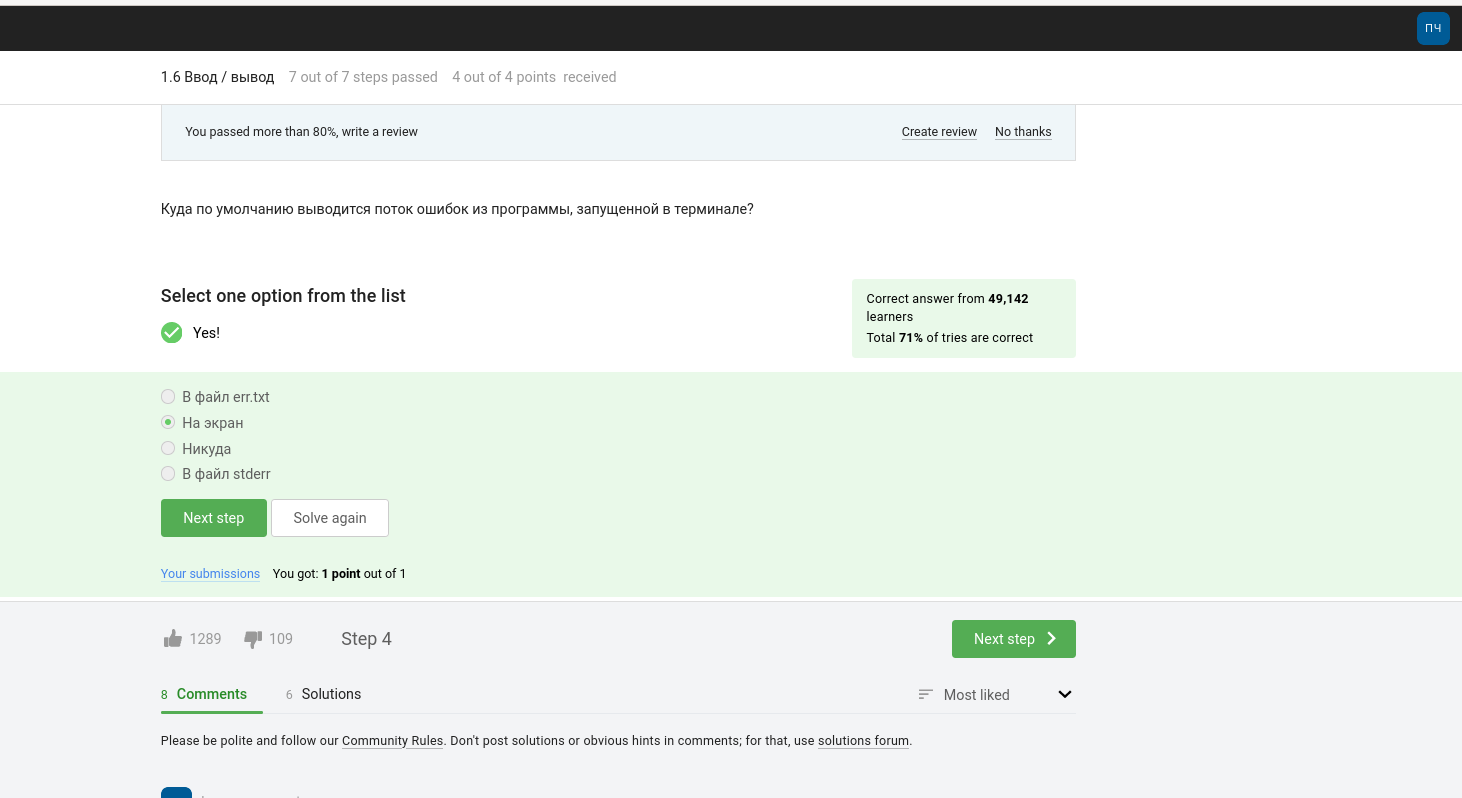 ПЧ
1.6 Ввод / вывод 7 out of 7 steps passed 4 out of 4 points received
You passed more than 80%, write a review Create review No thanks
Куда по умолчанию выводится поток ошибок из программы, запущенной в терминале?
Select one option from the list
Yes!
Correct answer from 49,142
learners
Total 71% of tries are correct
В файл err.txt
На экран
Никуда
В файл stderr
Next step Solve again
Your submissions You got: 1 point out of 1
1289 109 Step 4 Next step
8 Comments 6 Solutions Most liked
Please be polite and follow our Community Rules. Don't post solutions or obvious hints in comments; for that, use solutions forum.